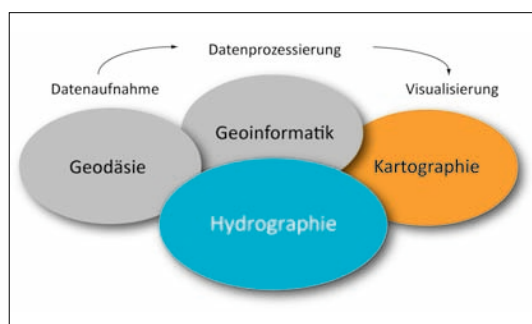 Datenprozessierung
Datenaufnahme
Visualisierung
Geoinformatik
Geodäsie
Kartographie
Hydrographie